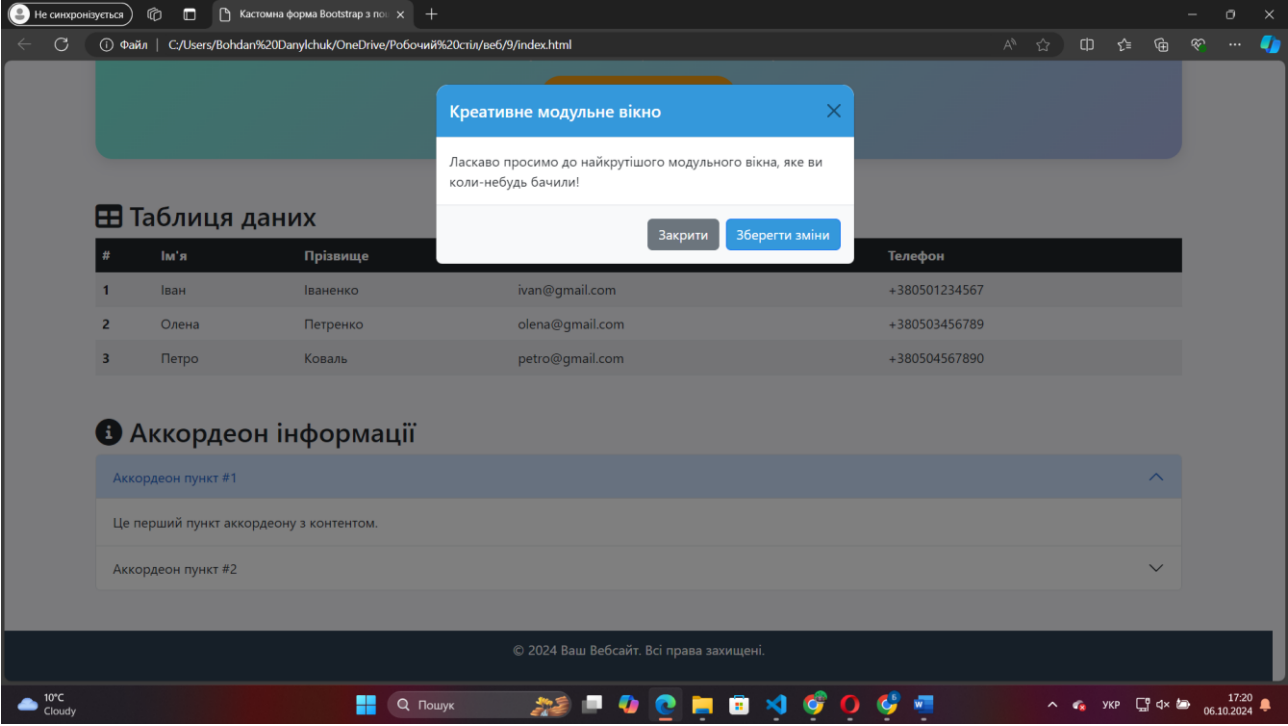 Не синхронізується
Кастомна форма Bootstrap з по
Файл | C:/Users/Bohdan%20Danylchuk/OneDrive/Робочий%20стіл/веб/9/index.html
Креативне модульне вікно
Ласкаво просимо до найкрутішого модульного вікна, яке ви
коли-небудь бачили!
Закрити Зберегти зміни
Таблиця даних
# Ім'я Прізвище Телефон
1 Іван Іваненко ivan@gmail.com +380501234567
2 Олена Петренко olena@gmail.com +380503456789
3 Петро Коваль petro@gmail.com +380504567890
Аккордеон інформації
Аккордеон пункт #1
Це перший пункт аккордеону з контентом.
Аккордеон пункт #2
© 2024 Ваш Вебсайт. Всі права захищені.
10°C
Cloudy
Пошук
УКР
17:20
06.10.2024